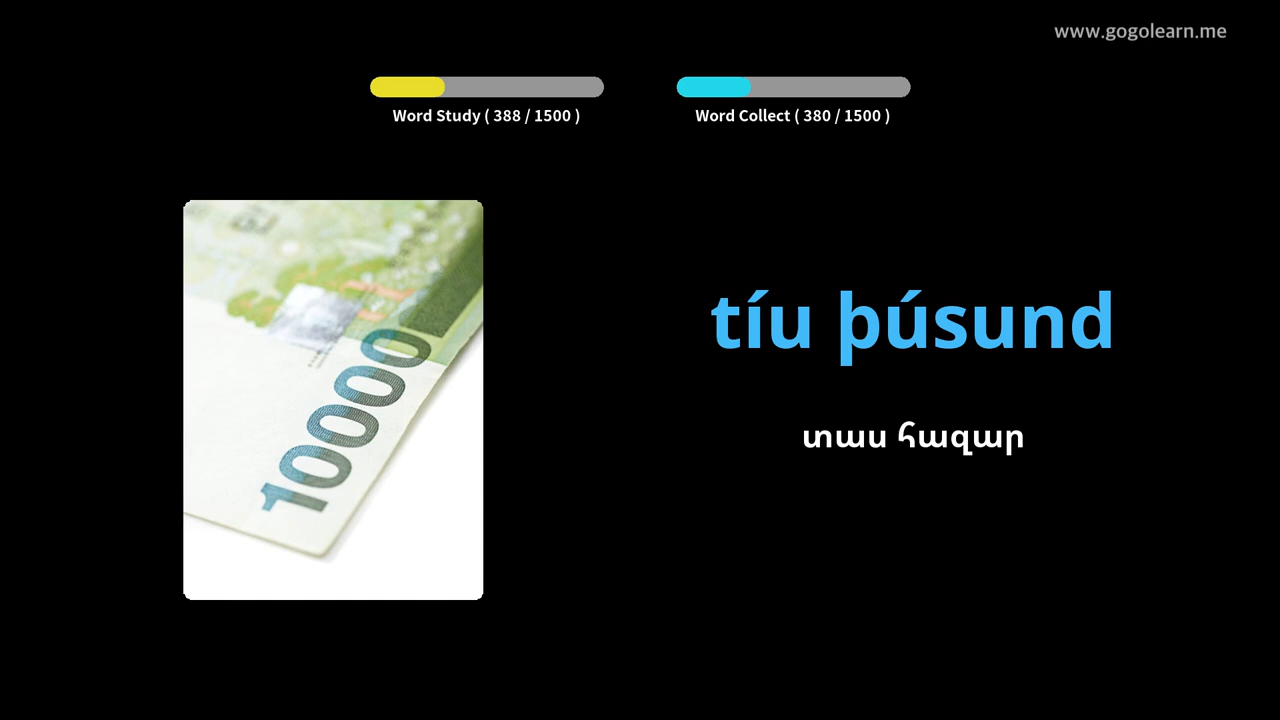 www.gogolearn.me
Word Study ( 388 / 1500 )
Word Collect ( 380 / 1500 )
10000
tíu þúsund
տաս հազար